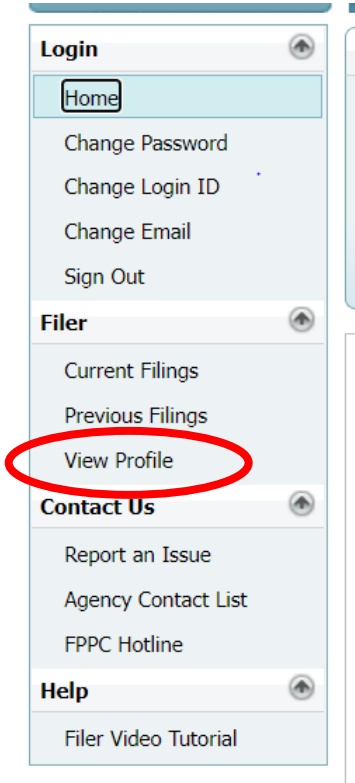 Login
Home
Change Password
Change Login ID
Change Email
Sign Out
Filer
Current Filings
Previous Filings
View Profile
Contact Us
Report an Issue
Agency Contact List
FPPC Hotline
Help
Filer Video Tutorial